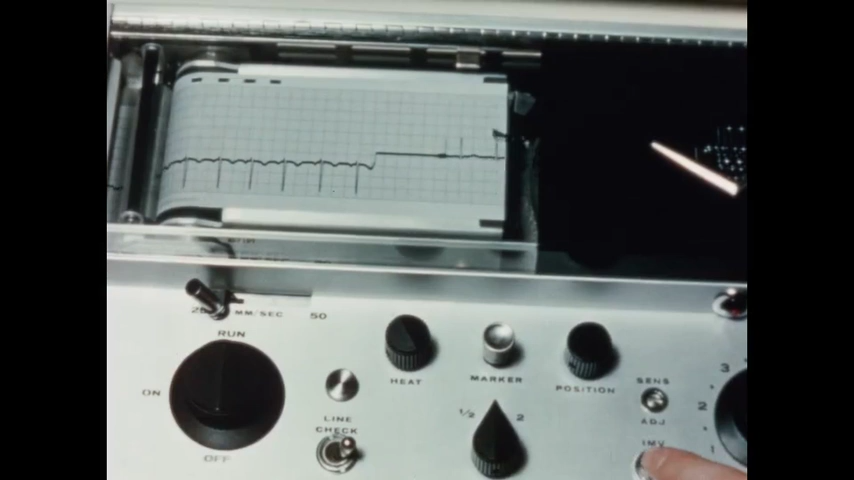 25 MM/SEC 50
RUN
ON
OFF
LINE
CHECK
HEAT
MARKER
POSITION
½ 2
SENS
ADJ
1MV
3
2
1